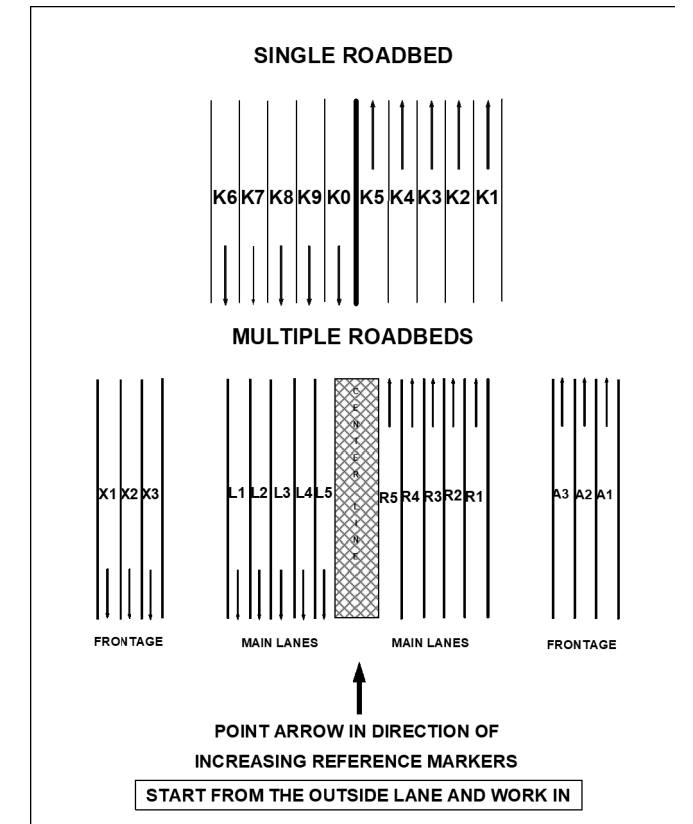 SINGLE ROADBED
K6 K7 K8 K9 K0 K5 K4 K3 K2 K1
MULTIPLE ROADBEDS
CENTER LINE
X1 X2 X3 L1 L2 L3 L4 L5 R5 R4 R3 R2 R1 A3 A2 A1
FRONTAGE MAIN LANES MAIN LANES FRONTAGE
POINT ARROW IN DIRECTION OF
INCREASING REFERENCE MARKERS
START FROM THE OUTSIDE LANE AND WORK IN